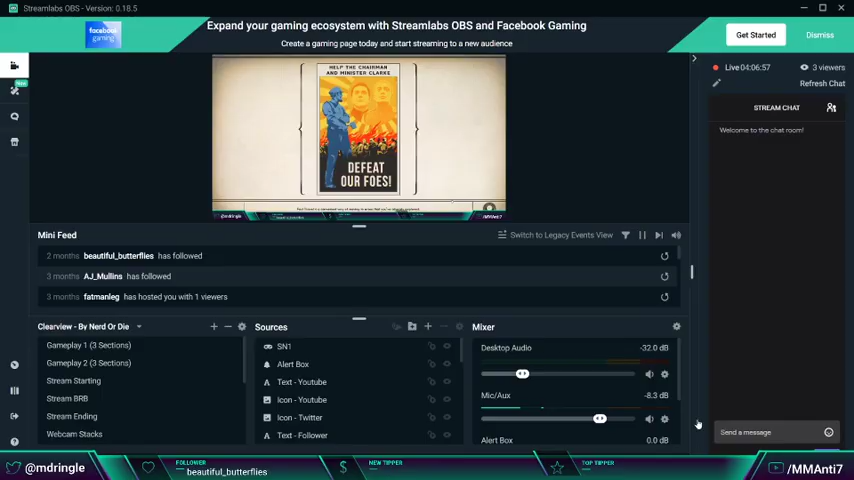 Streamlabs OBS - Version: 0.18.5
facebook
gaming
Expand your gaming ecosystem with Streamlabs OBS and Facebook Gaming
Create a gaming page today and start streaming to a new audience
Get Started
Dismiss
HELP THE CHAIRMAN
AND MINISTER CLARKE
DEFEAT
OUR FOES!
@mdringle
/MMAnti7
Live 04:06:57
3 viewers
Refresh Chat
STREAM CHAT
Welcome to the chat room!
Mini Feed
Switch to Legacy Events View
2 months beautiful_butterflies has followed
3 months AJ_Mullins has followed
3 months fatmanleg has hosted you with 1 viewers
Clearview - By Nerd Or Die
Gameplay 1 (3 Sections)
Gameplay 2 (3 Sections)
Stream Starting
Stream BRB
Stream Ending
Webcam Stacks
Sources
SN1
Alert Box
Text - Youtube
Icon - Youtube
Icon - Twitter
Text - Follower
Mixer
Desktop Audio -32.0 dB
Mic/Aux -8.3 dB
Alert Box 0.0 dB
Send a message
@mdringle
FOLLOWER
beautiful_butterflies
$
NEW TIPPER
TOP TIPPER
/MMAnti7